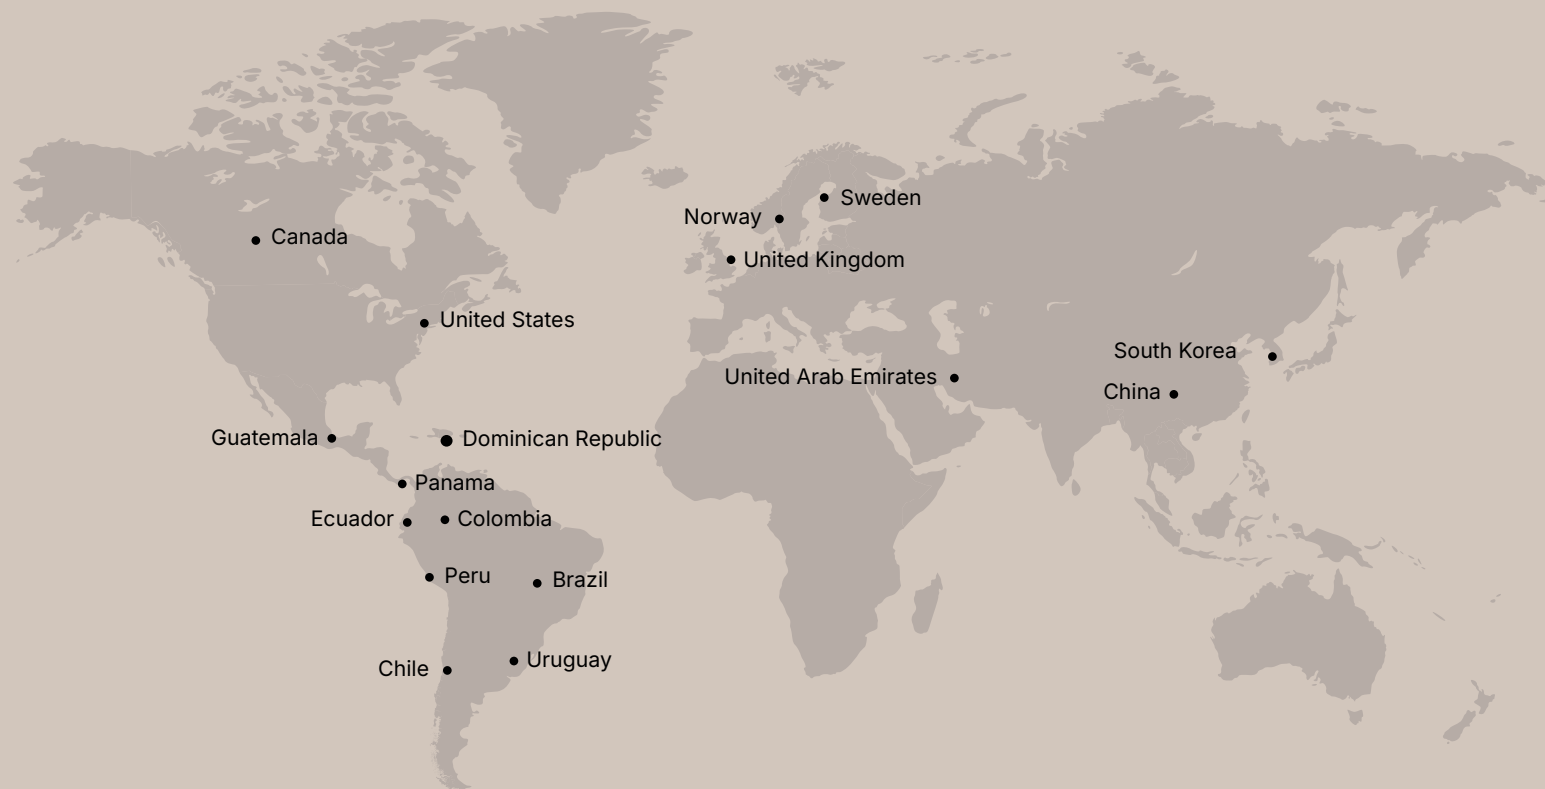 Sweden
Norway
Canada
United Kingdom
United States
South Korea
United Arab Emirates
China
Guatemala
Dominican Republic
Panama
Ecuador
Colombia
Peru
Brazil
Uruguay
Chile